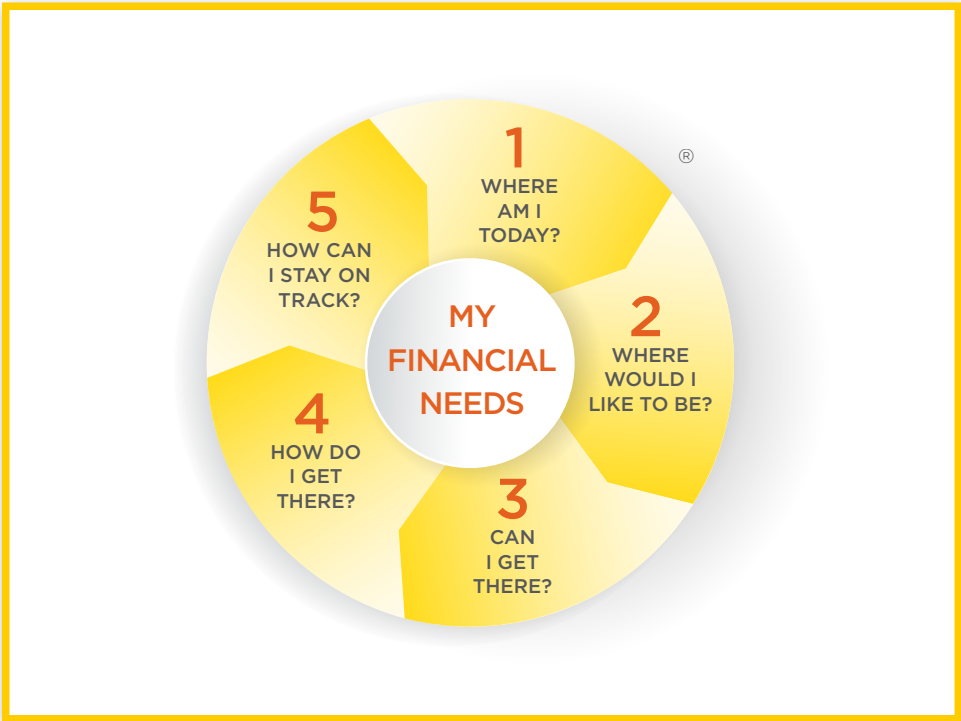 1
WHERE
AM I
TODAY?
®
2
WHERE
WOULD I
LIKE TO BE?
3
CAN
I GET
THERE?
4
HOW DO
I GET
THERE?
5
HOW CAN
I STAY ON
TRACK?
MY
FINANCIAL
NEEDS